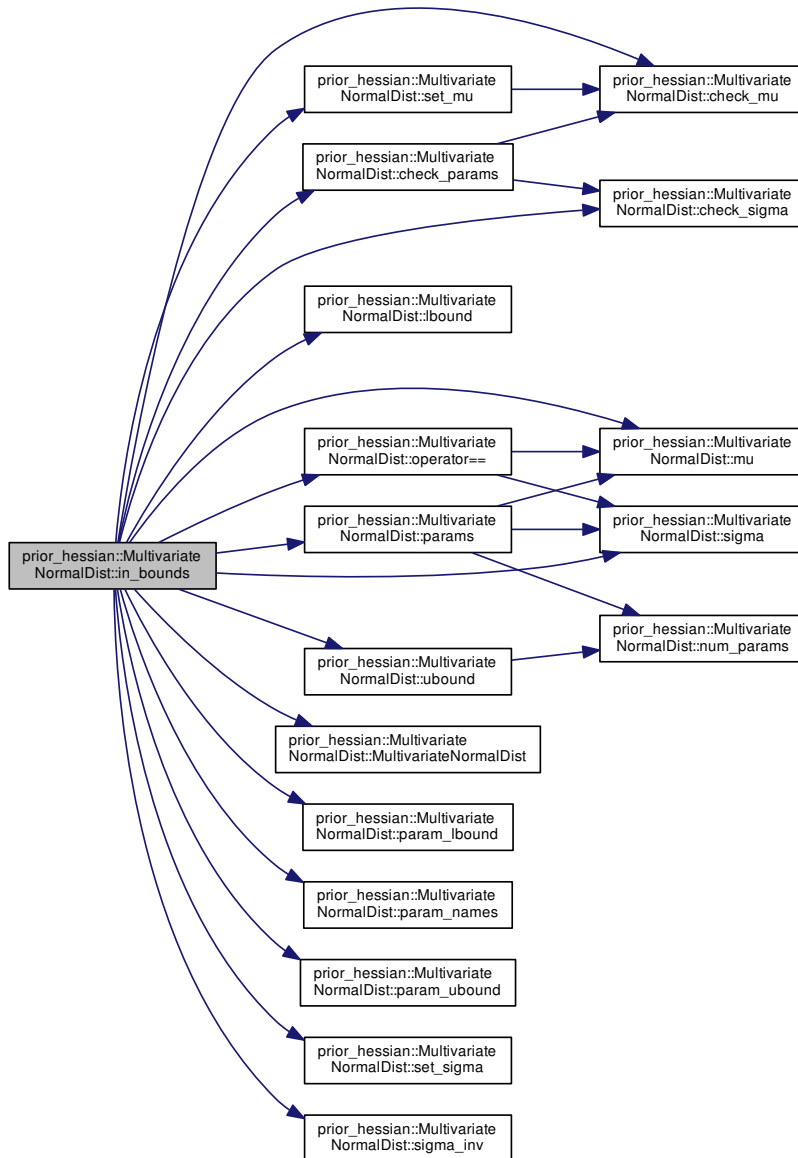 prior_hessian::Multivariate
NormalDist::in_bounds
prior_hessian::Multivariate
NormalDist::set_mu
prior_hessian::Multivariate
NormalDist::check_params
prior_hessian::Multivariate
NormalDist::lbound
prior_hessian::Multivariate
NormalDist::operator==
prior_hessian::Multivariate
NormalDist::params
prior_hessian::Multivariate
NormalDist::ubound
prior_hessian::Multivariate
NormalDist::MultivariateNormalDist
prior_hessian::Multivariate
NormalDist::param_lbound
prior_hessian::Multivariate
NormalDist::param_names
prior_hessian::Multivariate
NormalDist::param_ubound
prior_hessian::Multivariate
NormalDist::set_sigma
prior_hessian::Multivariate
NormalDist::sigma_inv
prior_hessian::Multivariate
NormalDist::check_mu
prior_hessian::Multivariate
NormalDist::check_sigma
prior_hessian::Multivariate
NormalDist::mu
prior_hessian::Multivariate
NormalDist::sigma
prior_hessian::Multivariate
NormalDist::num_params